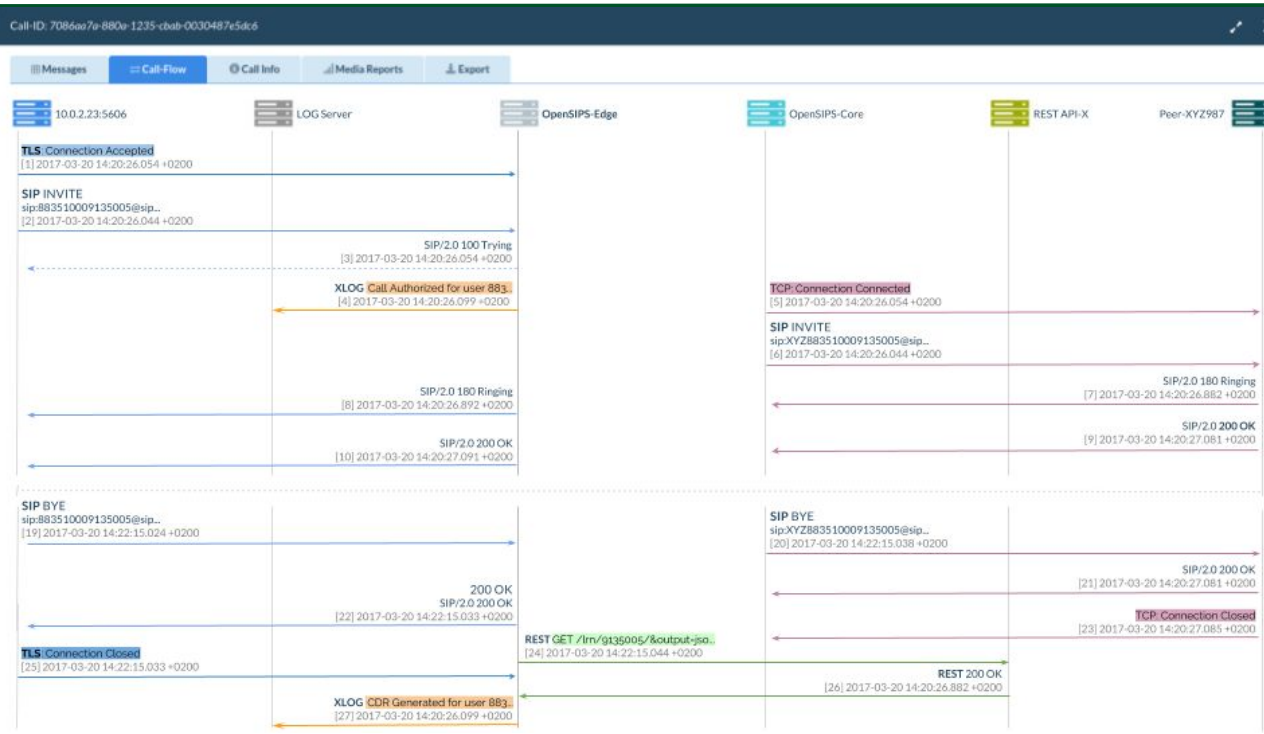 Call-ID: 7086aa7a-880a-1235-cbab-0030487e5dc6
Messages
Call-Flow
Call Info
Media Reports
Export
10.0.2.23:5606
LOG Server
OpenSIPS-Edge
OpenSIPS-Core
REST API-X
Peer-XYZ987
TLS: Connection Accepted
[1] 2017-03-20 14:20:26.054 +0200
SIP INVITE
sip:883510009135005@sip...
[2] 2017-03-20 14:20:26.044 +0200
SIP/2.0 100 Trying
[3] 2017-03-20 14:20:26.054 +0200
XLOG Call Authorized for user 883..
[4] 2017-03-20 14:20:26.099 +0200
TCP: Connection Connected
[5] 2017-03-20 14:20:26.054 +0200
SIP INVITE
sip:XYZ883510009135005@sip...
[6] 2017-03-20 14:20:26.044 +0200
SIP/2.0 180 Ringing
[7] 2017-03-20 14:20:26.882 +0200
SIP/2.0 180 Ringing
[8] 2017-03-20 14:20:26.892 +0200
SIP/2.0 200 OK
[9] 2017-03-20 14:20:27.081 +0200
SIP/2.0 200 OK
[10] 2017-03-20 14:20:27.091 +0200
SIP BYE
sip:883510009135005@sip...
[19] 2017-03-20 14:22:15.024 +0200
SIP BYE
sip:XYZ883510009135005@sip...
[20] 2017-03-20 14:22:15.038 +0200
SIP/2.0 200 OK
[21] 2017-03-20 14:20:27.081 +0200
200 OK
SIP/2.0 200 OK
[22] 2017-03-20 14:22:15.033 +0200
TCP: Connection Closed
[23] 2017-03-20 14:20:27.085 +0200
REST GET /lrn/9135005/&output=jso..
[24] 2017-03-20 14:22:15.044 +0200
TLS: Connection Closed
[25] 2017-03-20 14:22:15.033 +0200
REST 200 OK
[26] 2017-03-20 14:20:26.882 +0200
XLOG CDR Generated for user 883..
[27] 2017-03-20 14:20:26.099 +0200